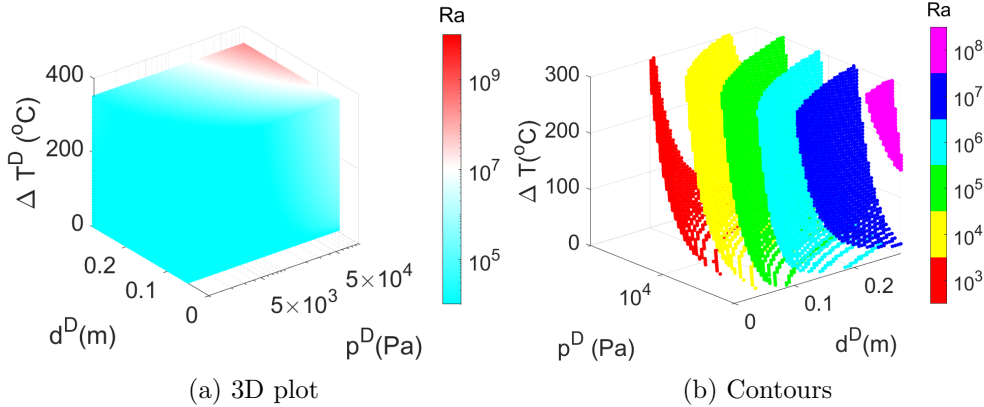 Ra
400
200
0
Δ T^D (°C)
0.2
0.1
0
d^D(m)
5×10^3
5×10^4
p^D(Pa)
10^9
10^7
10^5
(a) 3D plot
Ra
300
200
100
0
Δ T(°C)
10^4
p^D (Pa)
0
0.1
0.2
d^D(m)
10^8
10^7
10^6
10^5
10^4
10^3
(b) Contours